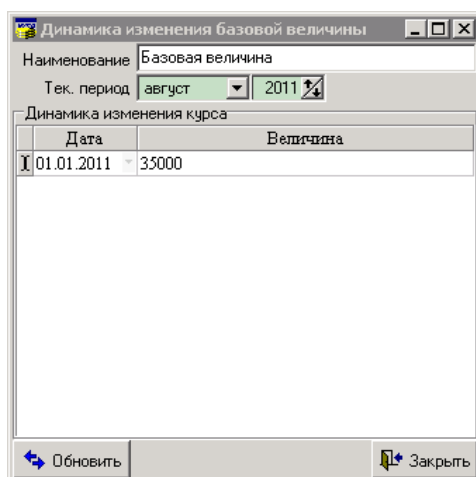 Динамика изменения базовой величины
Наименование Базовая величина
Тек. период август 2011
Динамика изменения курса
Дата Величина
01.01.2011 35000
Обновить Закрыть